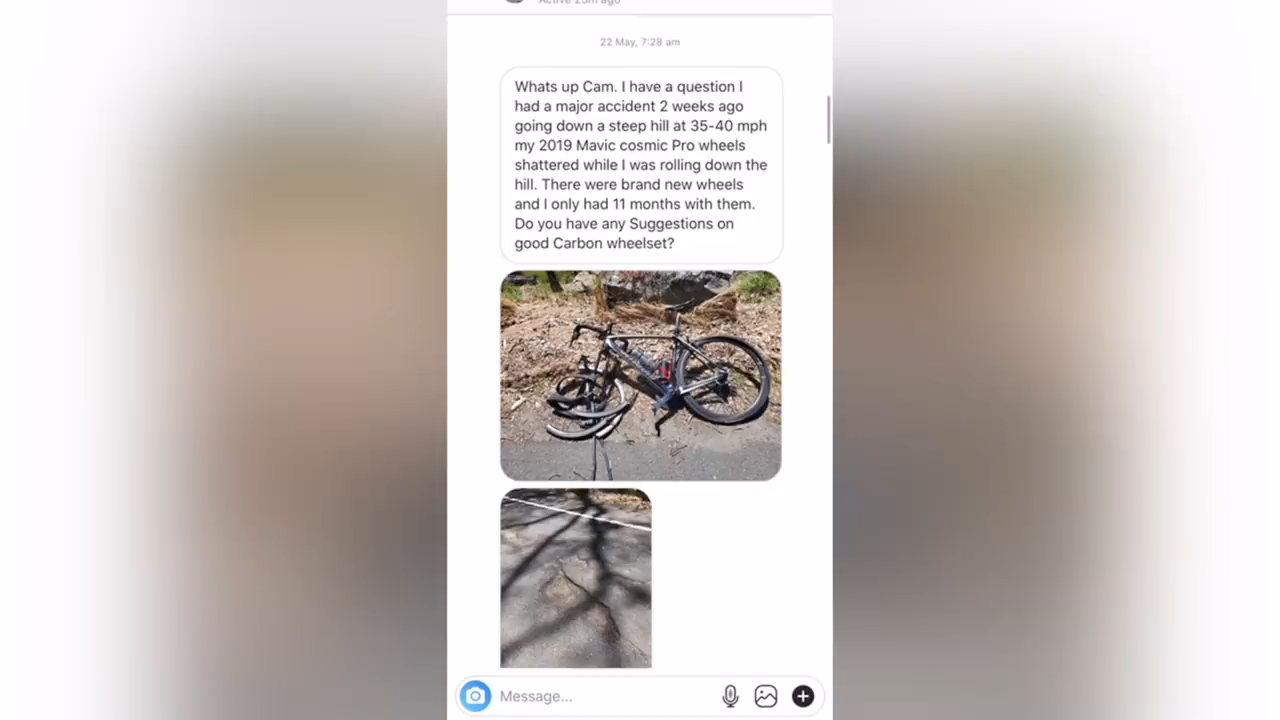 Active 25m ago
22 May, 7:28 am
Whats up Cam. I have a question I
had a major accident 2 weeks ago
going down a steep hill at 35-40 mph
my 2019 Mavic cosmic Pro wheels
shattered while I was rolling down the
hill. There were brand new wheels
and I only had 11 months with them.
Do you have any Suggestions on
good Carbon wheelset?
Message...